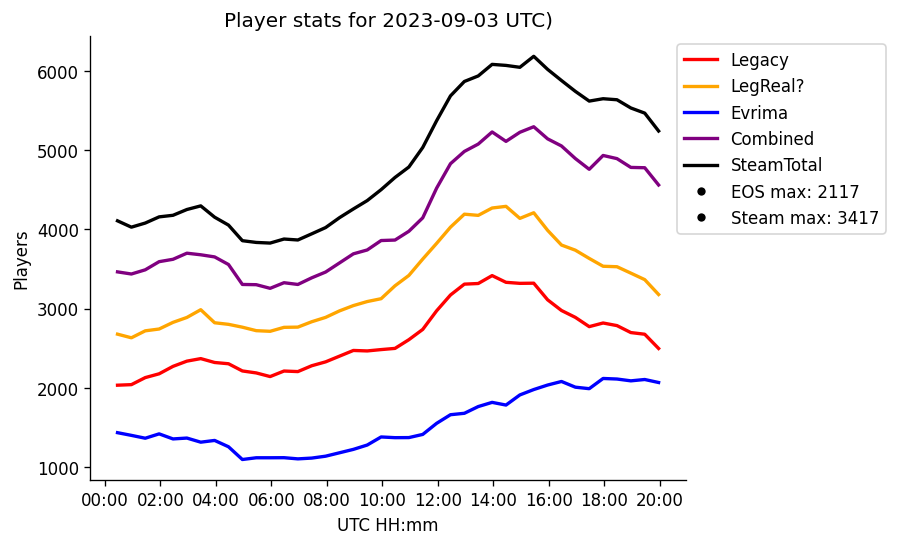 Player stats for 2023-09-03 UTC)
Legacy
LegReal?
Evrima
Combined
SteamTotal
EOS max: 2117
Steam max: 3417
Players
6000
5000
4000
3000
2000
1000
00:00 02:00 04:00 06:00 08:00 10:00 12:00 14:00 16:00 18:00 20:00
UTC HH:mm